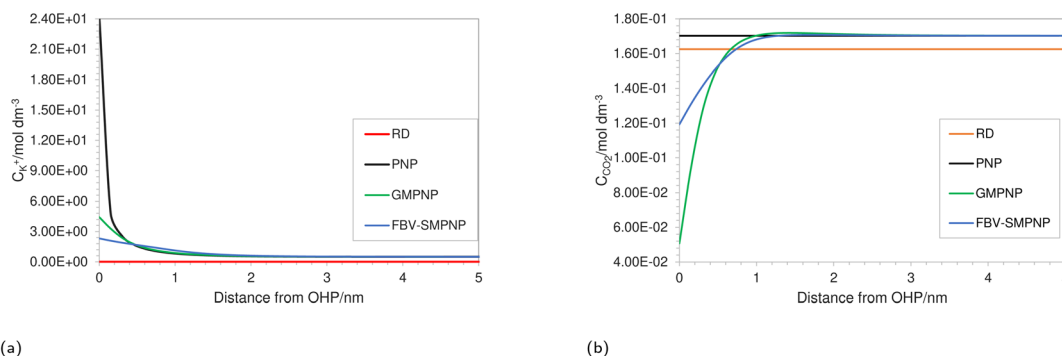 2.40E+01
2.10E+01
1.80E+01
1.50E+01
1.20E+01
9.00E+00
6.00E+00
3.00E+00
0.00E+00
C_K⁺/mol dm⁻³
0 1 2 3 4 5
Distance from OHP/nm
RD
PNP
GMPNP
FBV-SMPNP
(a)
1.80E-01
1.60E-01
1.40E-01
1.20E-01
1.00E-01
8.00E-02
6.00E-02
4.00E-02
C_CO2/mol dm⁻³
0 1 2 3 4
Distance from OHP/nm
RD
PNP
GMPNP
FBV-SMPNP
(b)